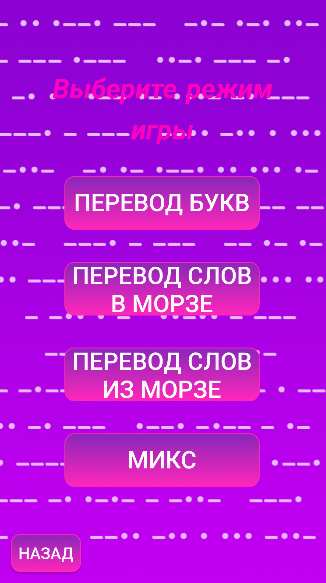 Выберите режим
игры
ПЕРЕВОД БУКВ
ПЕРЕВОД СЛОВ
В МОРЗЕ
ПЕРЕВОД СЛОВ
ИЗ МОРЗЕ
МИКС
НАЗАД